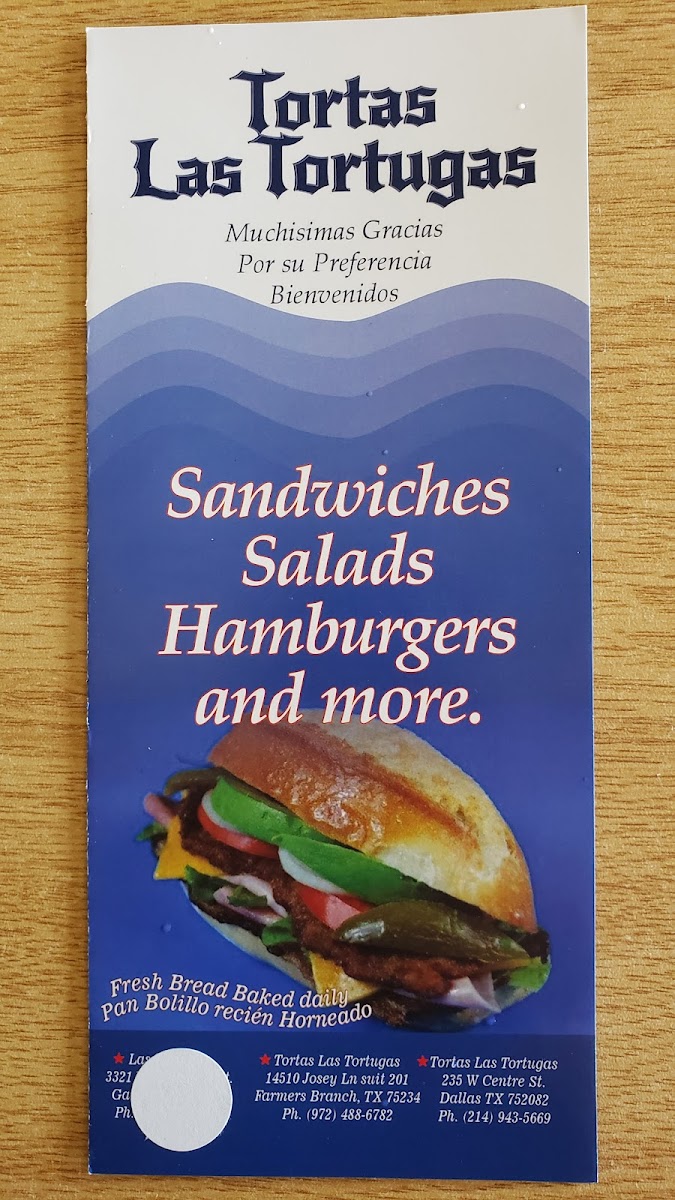 Tortas
Las Tortugas
Muchisimas Gracias
Por su Preferencia
Bienvenidos
Sandwiches
Salads
Hamburgers
and more.
Fresh Bread Baked daily
Pan Bolillo recién Horneado
3321
Ph.
Tortas Las Tortugas
14510 Josey Ln suit 201
Farmers Branch, TX 75234
Ph. (972) 488-6782
Tortas Las Tortugas
235 W Centre St.
Dallas TX 752082
Ph. (214) 943-5669